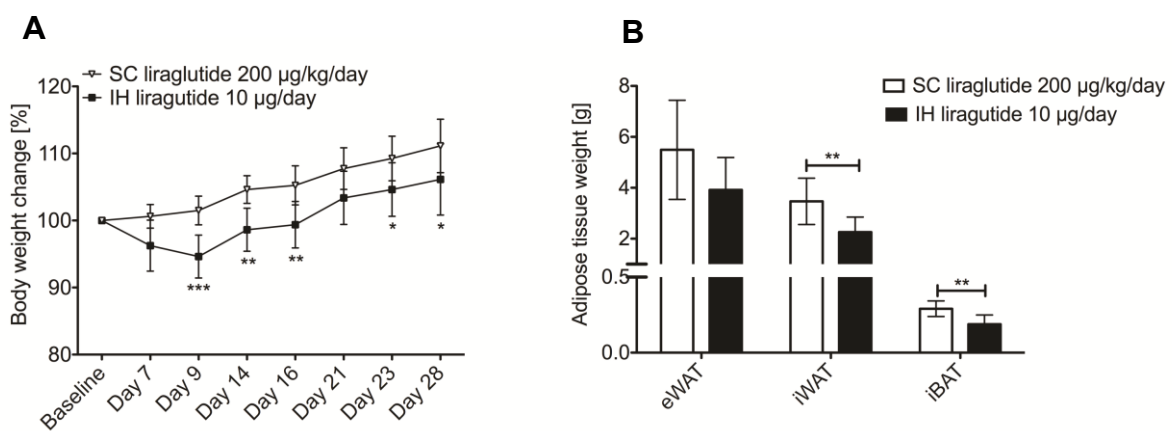 A
SC liraglutide 200 µg/kg/day
IH liragutide 10 µg/day
Body weight change [%]
120
110
100
90
80
***
**
**
*
*
Baseline
Day 7
Day 9
Day 14
Day 16
Day 21
Day 23
Day 28
B
SC liraglutide 200 µg/kg/day
IH liragutide 10 µg/day
Adipose tissue weight [g]
8
6
4
2
0.5
0.0
**
**
eWAT
iWAT
iBAT